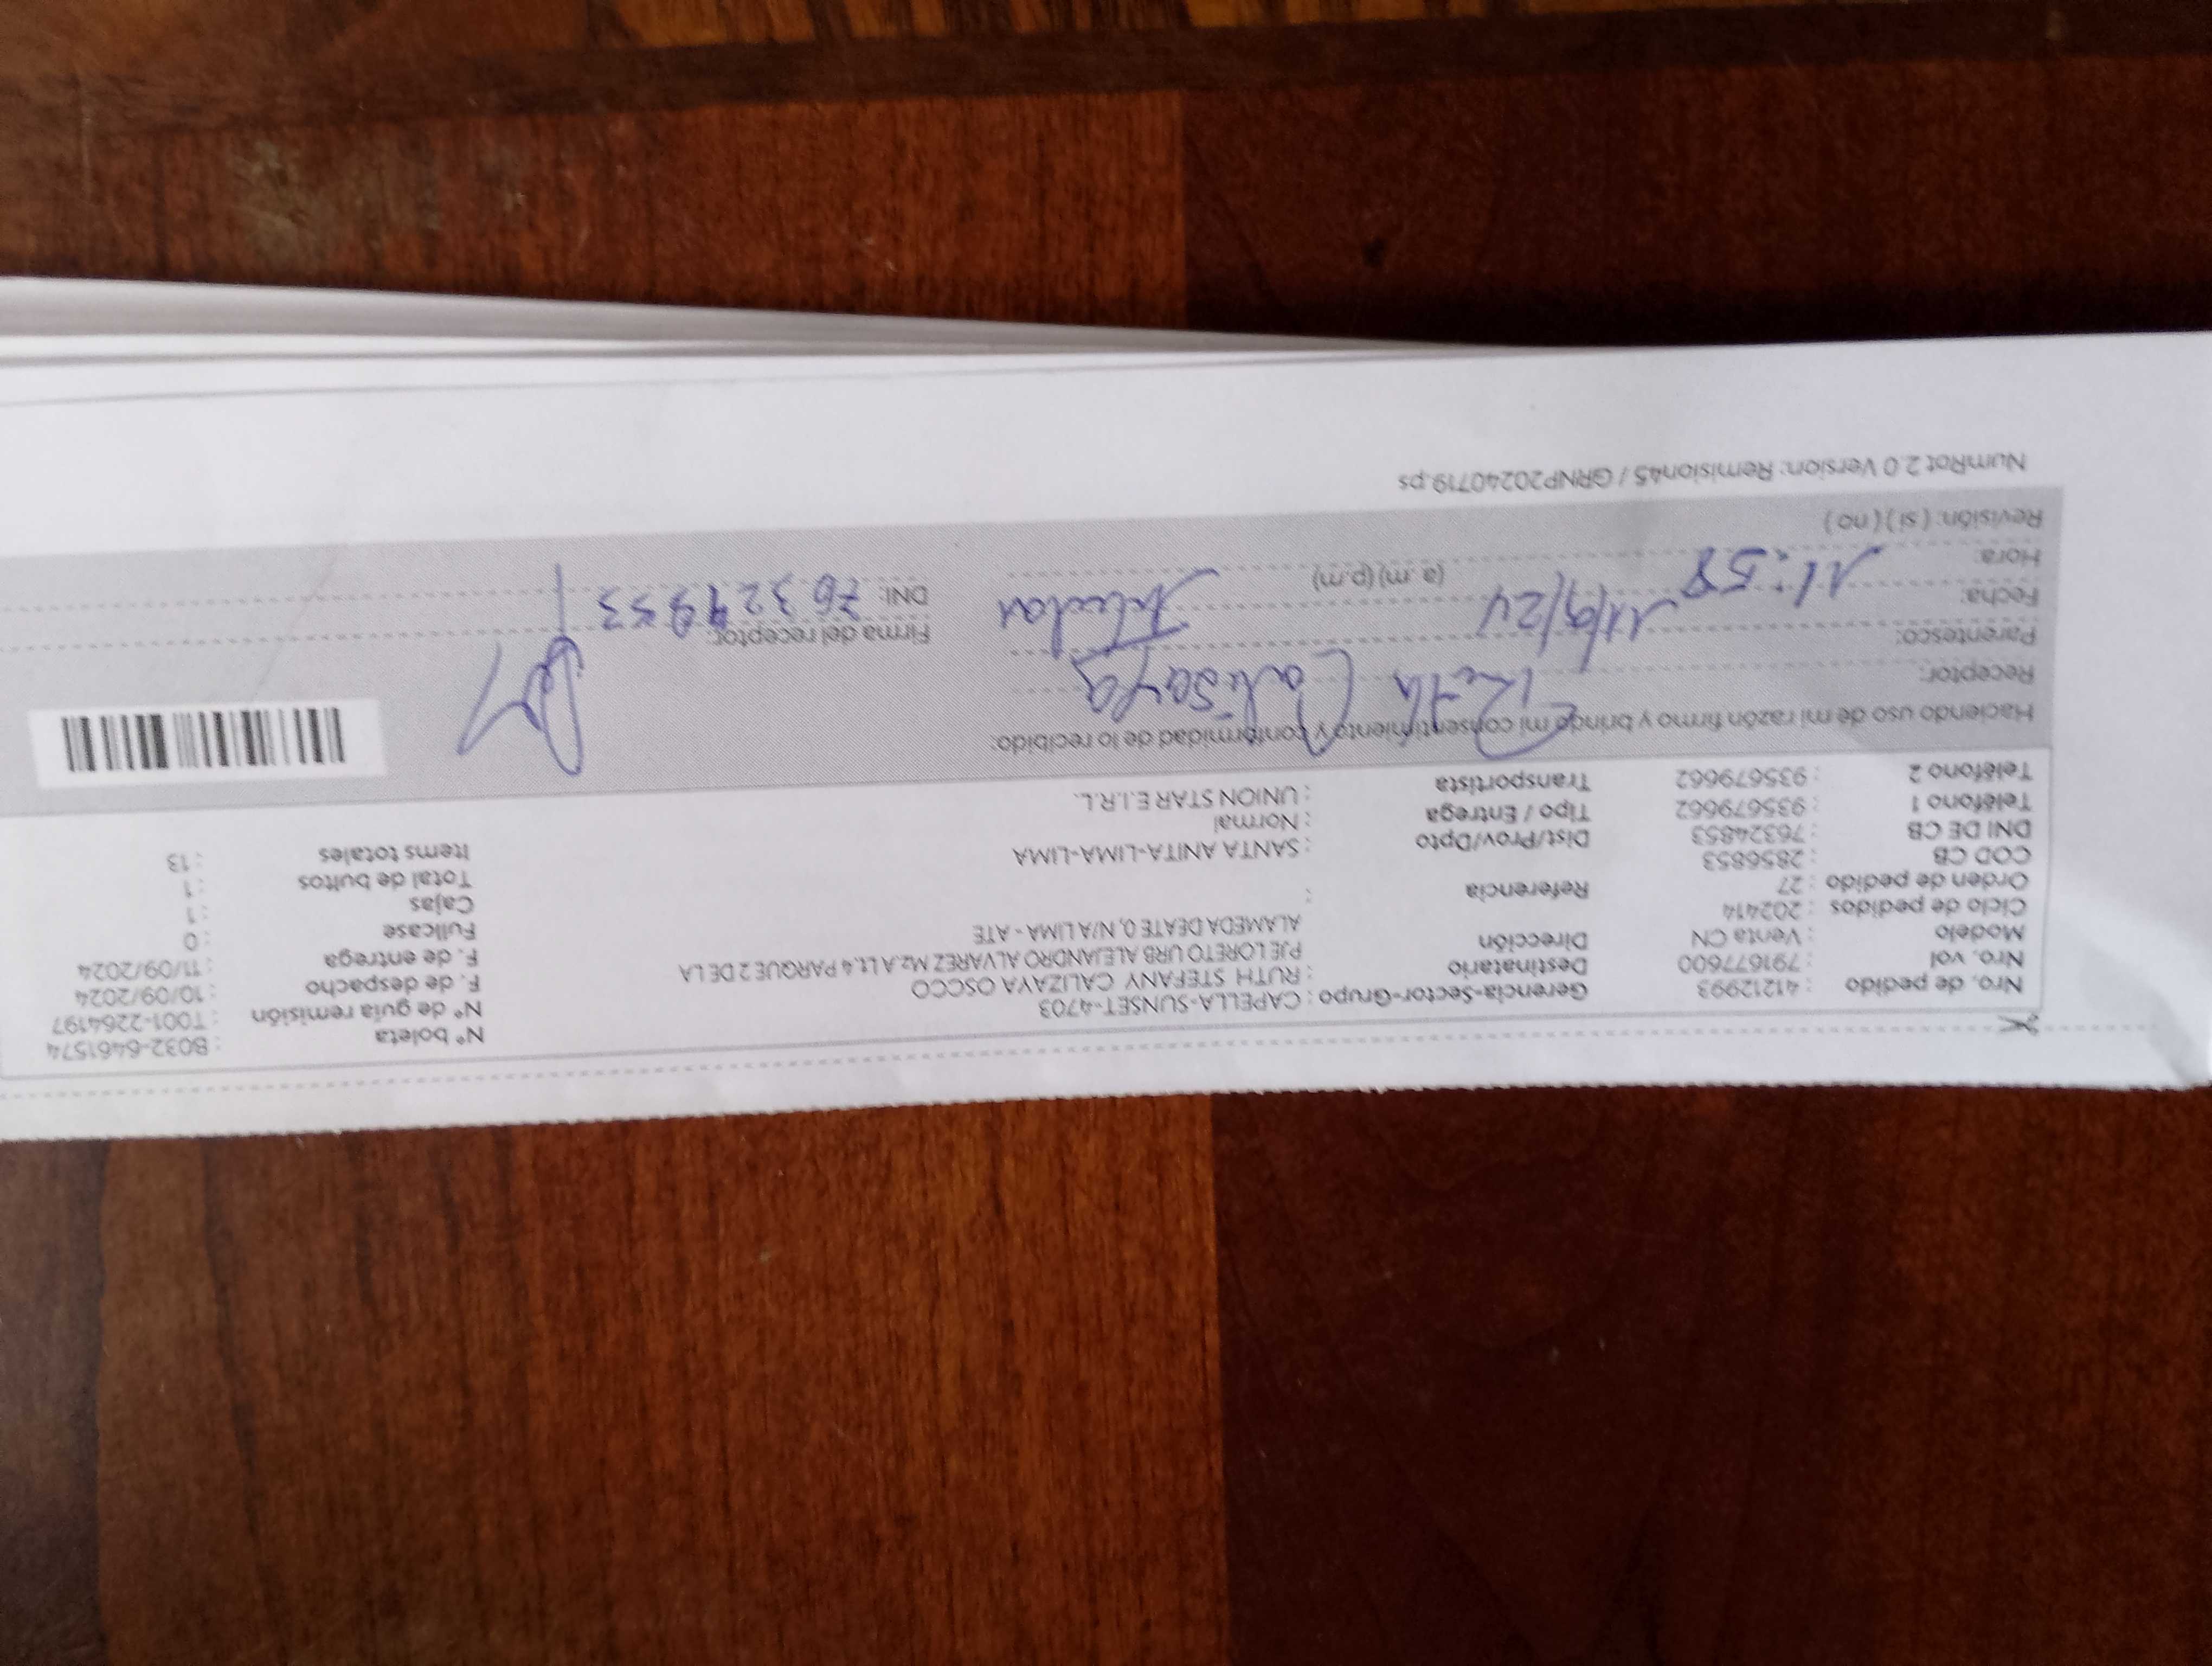 Nº boleta : B032-6461574
Nro. de pedido : 41212993 Gerencia-Sector-Grupo : CAPELLA-SUNSET-4703 Nº de guía remisión : T001-2264197
Nro. vol : 791677600 Destinatario : RUTH STEFANY CALIZAYA OSCCO F. de despacho : 10/09/2024
Modelo : Venta CN Dirección PJE LORETO URB ALEJANDRO ALVAREZ Mz A Lt. 4 PARQUE 2 DE LA F. de entrega : 11/09/2024
Ciclo de pedidos : 202414 ALAMEDA DEATE 0, N/A LIMA - ATE Fullcase : 0
Orden de pedido : 27 Referencia : Cajas : 1
COD CB : 2856853 Total de bultos : 1
DNI DE CB : 76324853 Dist/Prov/Dpto : SANTA ANITA-LIMA-LIMA Items totales : 13
Teléfono 1 : 935679662 Tipo / Entrega : Normal
Teléfono 2 : 935679662 Transportista : UNION STAR E.I.R.L.
Haciendo uso de mi razón firmo y brindo mi consentimiento y conformidad de lo recibido:
Receptor: Ruth Calisaya
Parentesco: Titular Firma del receptor:
Fecha: 11/9/24 DNI: 76324853
Hora: 11:58 (a.m) (p.m)
Revisión: ( si ) ( no )
NumRot 2.0 Version: Remision45 / GRNP20240719.ps